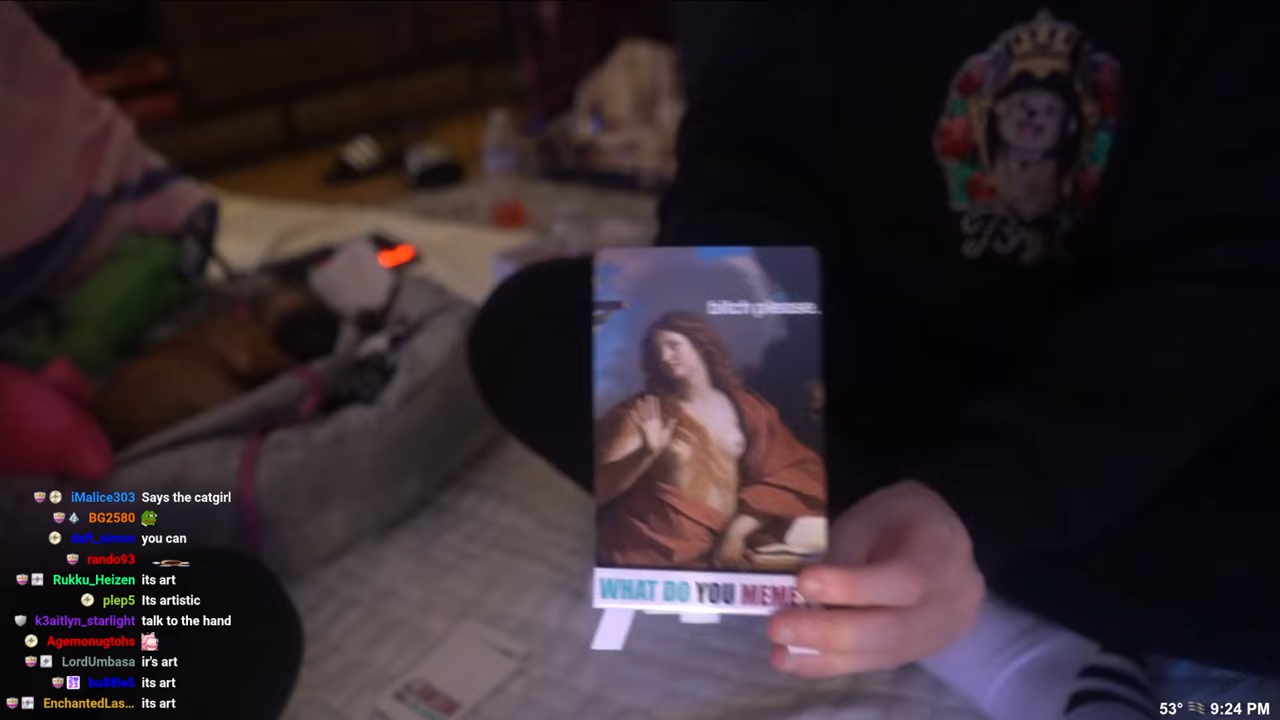 bitch please.
WHAT DO YOU MEME?
iMalice303 Says the catgirl
BG2580
daft_simon you can
rando93
Rukku_Heizen its art
plep5 Its artistic
k3aitlyn_starlight talk to the hand
Agemonugtohs
LordUmbasa ir's art
its art
EnchantedLas... its art
53° 9:24 PM